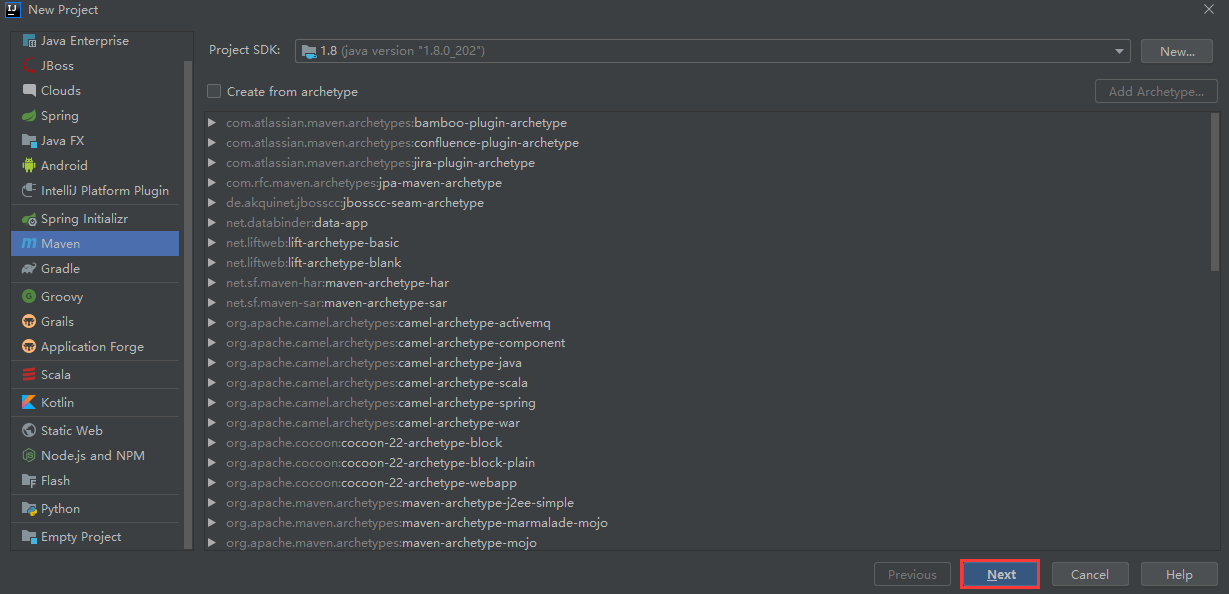 New Project
Java Enterprise
JBoss
Clouds
Spring
Java FX
Android
IntelliJ Platform Plugin
Spring Initializr
Maven
Gradle
Groovy
Grails
Application Forge
Scala
Kotlin
Static Web
Node.js and NPM
Flash
Python
Empty Project
Project SDK: 1.8 (java version "1.8.0_202") New...
Create from archetype Add Archetype...
com.atlassian.maven.archetypes:bamboo-plugin-archetype
com.atlassian.maven.archetypes:confluence-plugin-archetype
com.atlassian.maven.archetypes:jira-plugin-archetype
com.rfc.maven.archetypes:jpa-maven-archetype
de.akquinet.jbosscc:jbosscc-seam-archetype
net.databinder:data-app
net.liftweb:lift-archetype-basic
net.liftweb:lift-archetype-blank
net.sf.maven-har:maven-archetype-har
net.sf.maven-sar:maven-archetype-sar
org.apache.camel.archetypes:camel-archetype-activemq
org.apache.camel.archetypes:camel-archetype-component
org.apache.camel.archetypes:camel-archetype-java
org.apache.camel.archetypes:camel-archetype-scala
org.apache.camel.archetypes:camel-archetype-spring
org.apache.camel.archetypes:camel-archetype-war
org.apache.cocoon:cocoon-22-archetype-block
org.apache.cocoon:cocoon-22-archetype-block-plain
org.apache.cocoon:cocoon-22-archetype-webapp
org.apache.maven.archetypes:maven-archetype-j2ee-simple
org.apache.maven.archetypes:maven-archetype-marmalade-mojo
org.apache.maven.archetypes:maven-archetype-mojo
Previous Next Cancel Help